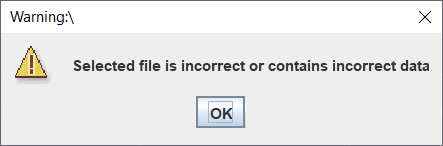 Warning:\
Selected file is incorrect or contains incorrect data
OK